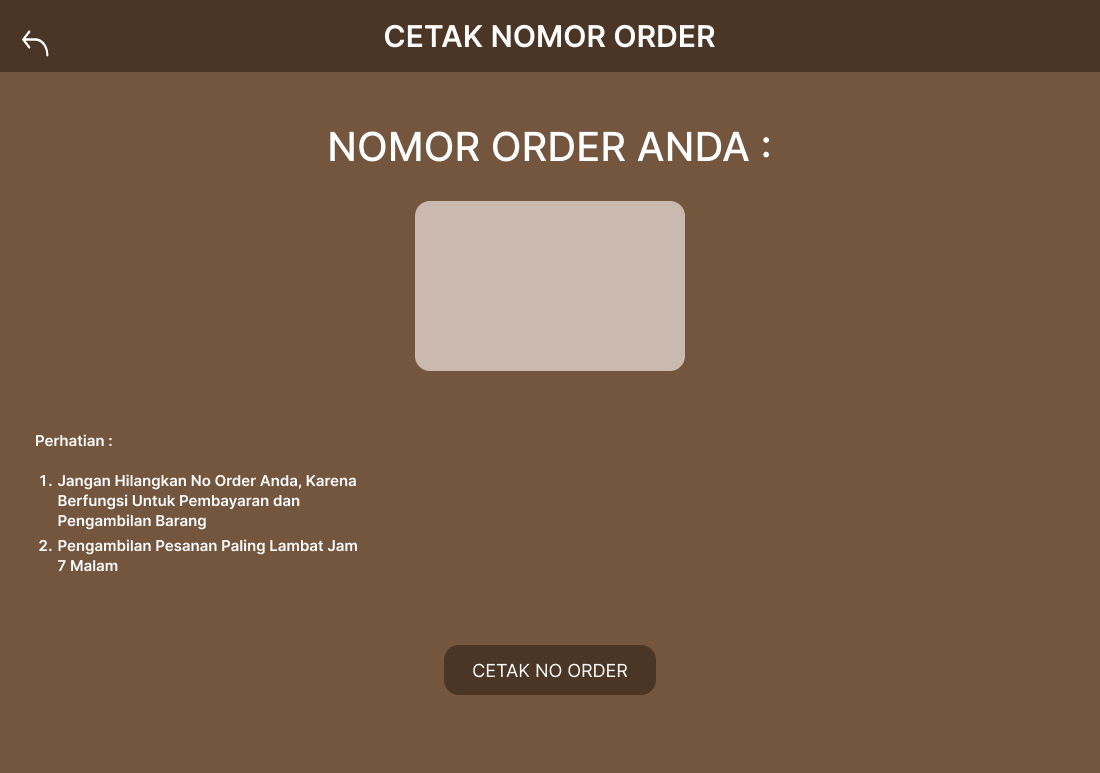 CETAK NOMOR ORDER
NOMOR ORDER ANDA :
Perhatian :
1. Jangan Hilangkan No Order Anda, Karena
Berfungsi Untuk Pembayaran dan
Pengambilan Barang
2. Pengambilan Pesanan Paling Lambat Jam
7 Malam
CETAK NO ORDER